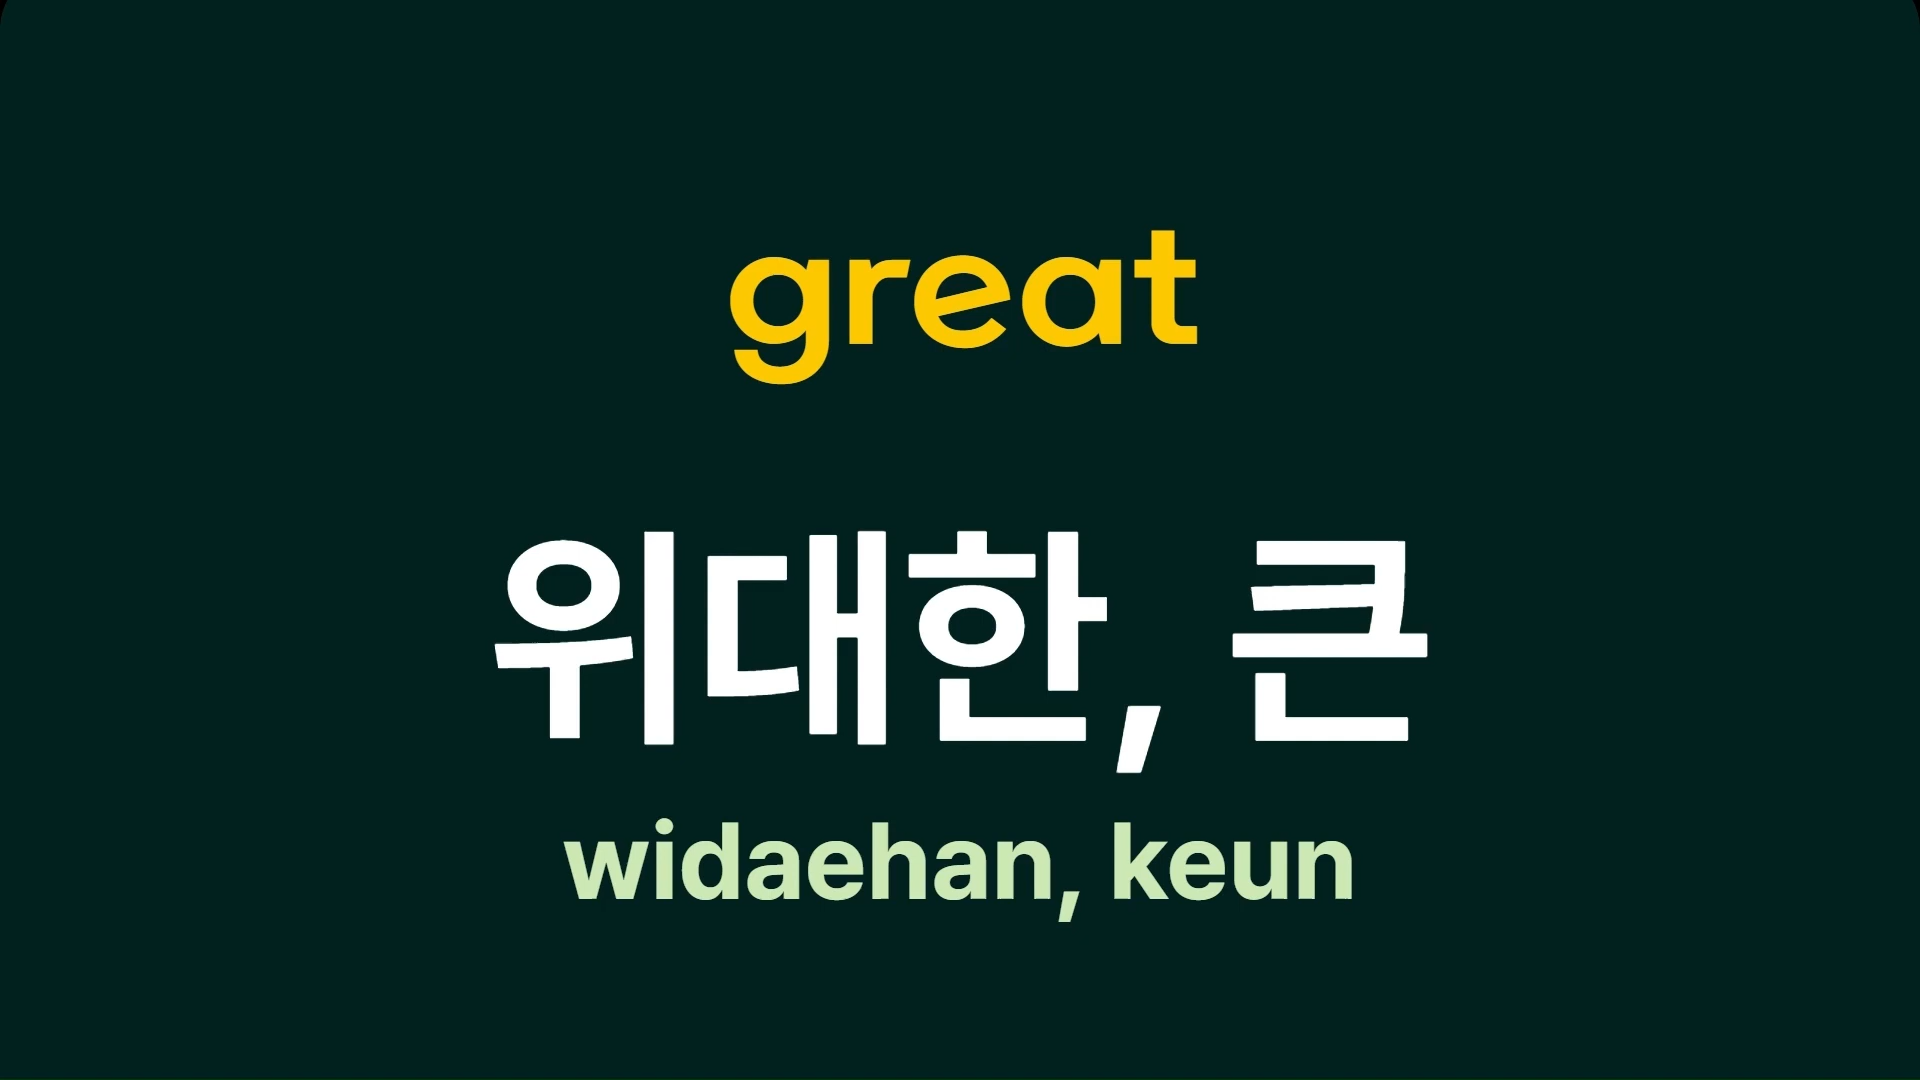 great
위대한, 큰
widaehan, keun